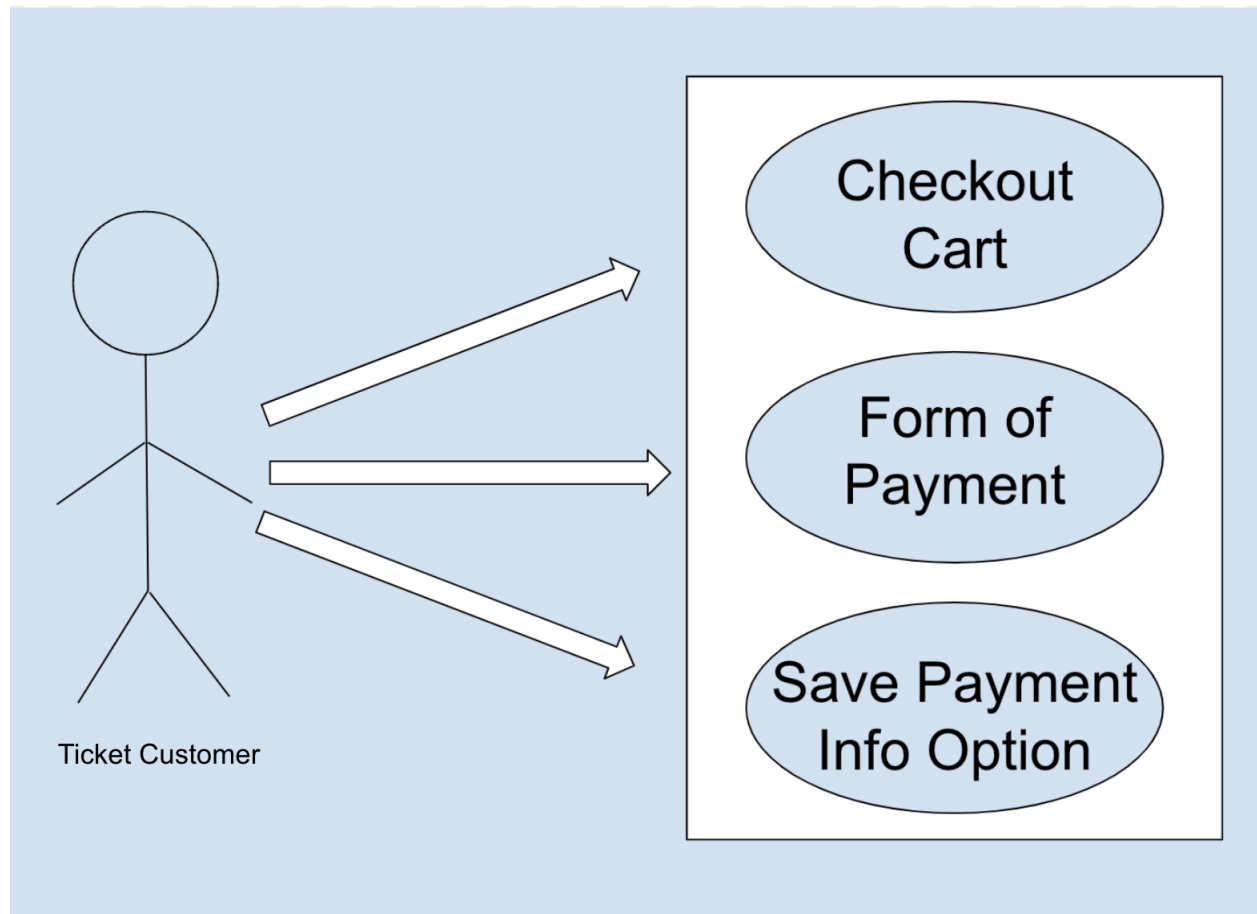 Checkout
Cart
Form of
Payment
Save Payment
Info Option
Ticket Customer